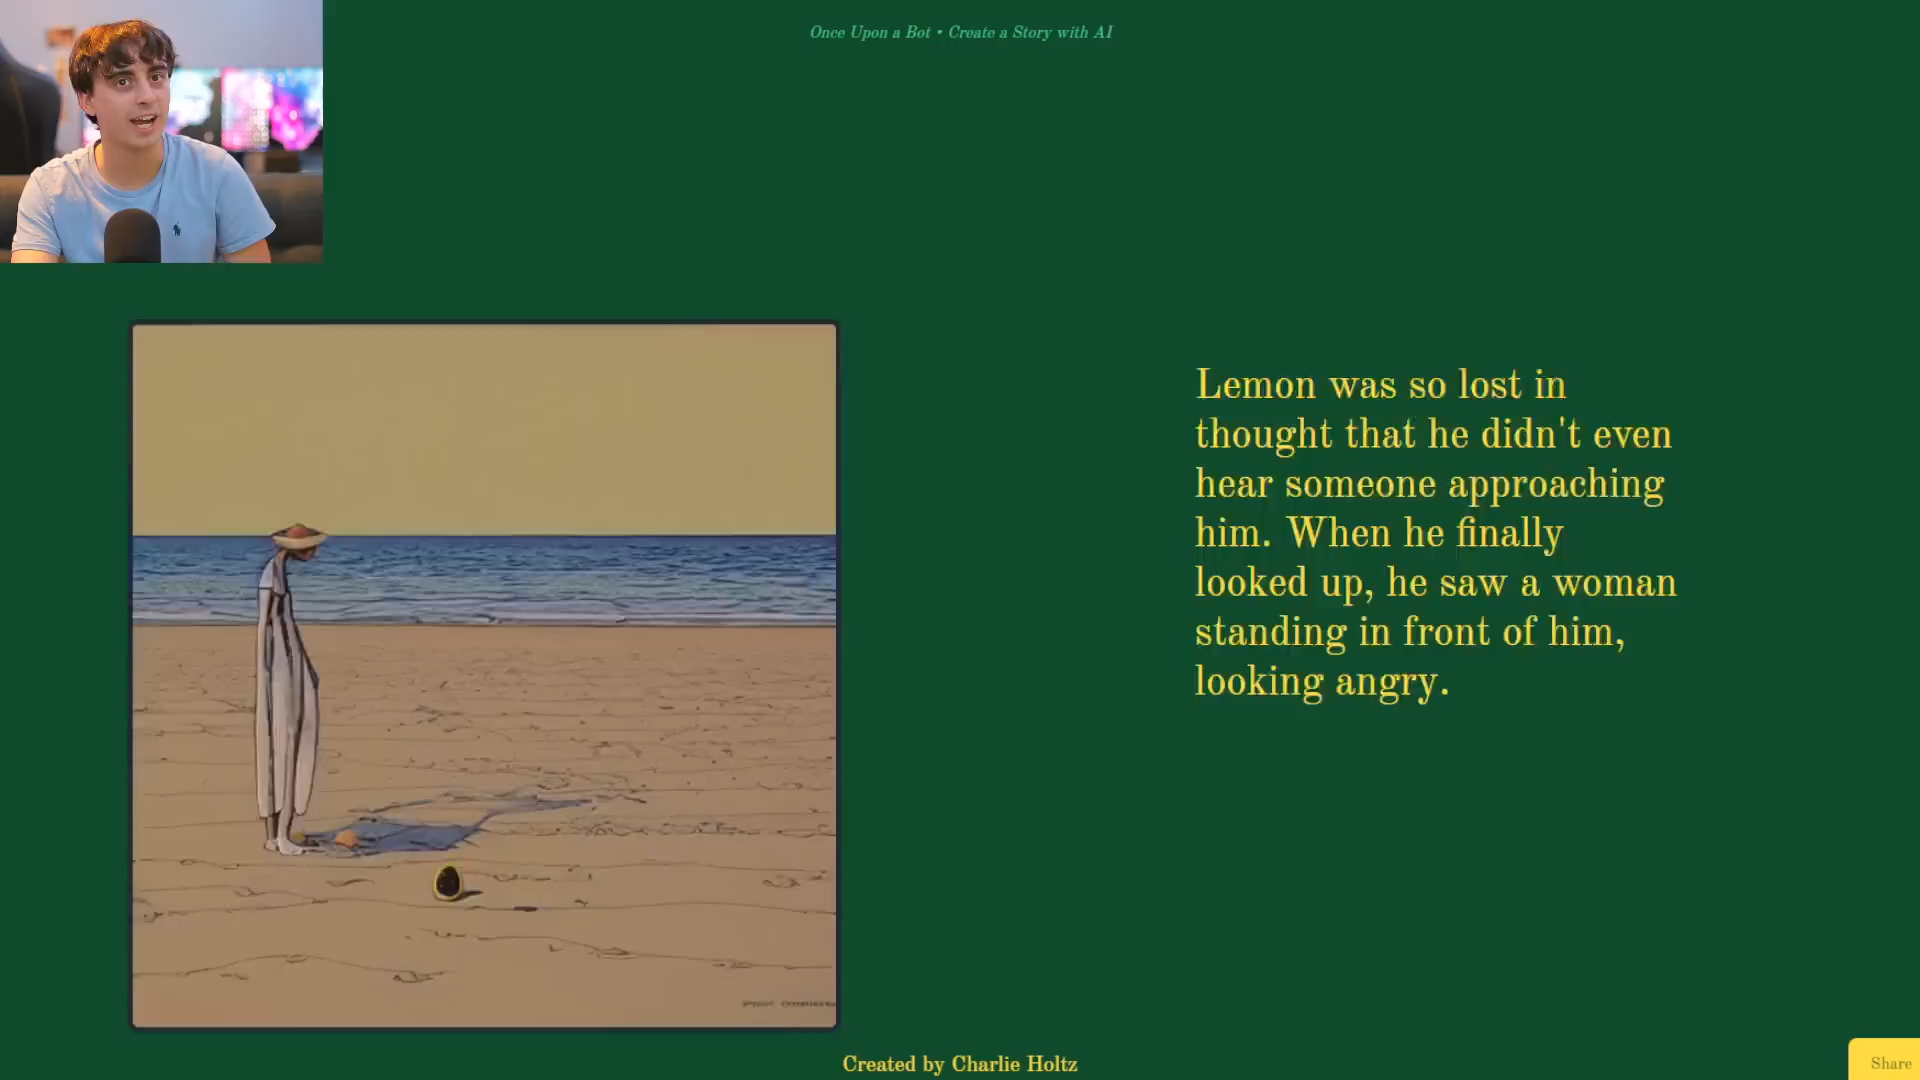 Once Upon a Bot • Create a Story with AI
Lemon was so lost in
thought that he didn't even
hear someone approaching
him. When he finally
looked up, he saw a woman
standing in front of him,
looking angry.
Created by Charlie Holtz
Share